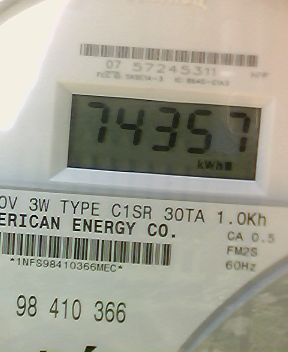 07 57245311
74357
kWh
0V 3W TYPE C1SR 30TA 1.0Kh
ERICAN ENERGY CO.
CA 0.5
FM2S
60Hz
*1NFS98410366MEC*
98 410 366